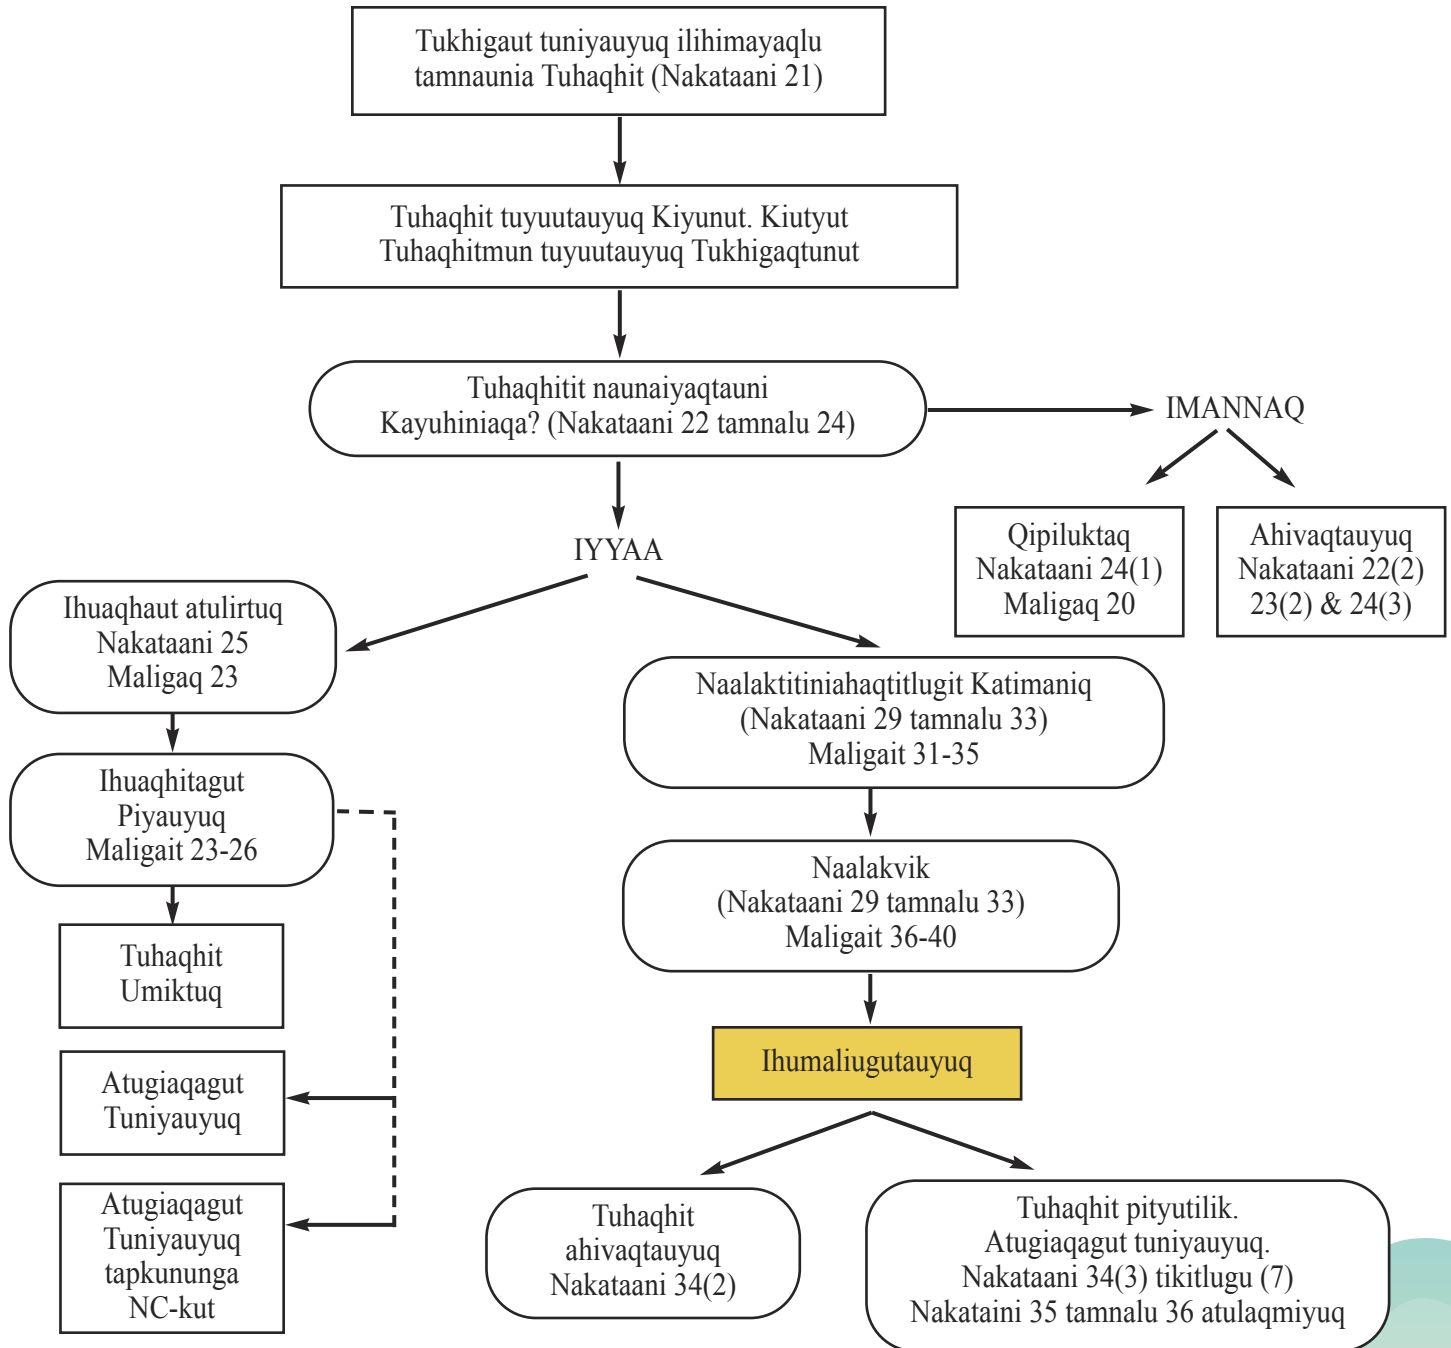 Tukhigaut tuniyauyuq ilihimayaqlu
tamnaunia Tuhaqhit (Nakataani 21)
Tuhaqhit tuyuutauyuq Kiyunut. Kiutyut
Tuhaqhitmun tuyuutauyuq Tukhigaqtunut
Tuhaqhitit naunaiyaqtauni
Kayuhiniaqa? (Nakataani 22 tamnalu 24)
IMANNAQ
Qipiluktaq
Nakataani 24(1)
Maligaq 20
Ahivaqtauyuq
Nakataani 22(2)
23(2) & 24(3)
IYYAA
Ihuaqhaut atulirtuq
Nakataani 25
Maligaq 23
Ihuaqhitagut
Piyauyuq
Maligait 23-26
Tuhaqhit
Umiktuq
Atugiaqagut
Tuniyauyuq
Atugiaqagut
Tuniyauyuq
tapkununga
NC-kut
Naalaktitiniahaqtitlugit Katimaniq
(Nakataani 29 tamnalu 33)
Maligait 31-35
Naalakvik
(Nakataani 29 tamnalu 33)
Maligait 36-40
Ihumaliugutauyuq
Tuhaqhit
ahivaqtauyuq
Nakataani 34(2)
Tuhaqhit pityutilik.
Atugiaqagut tuniyauyuq.
Nakataani 34(3) tikitlugu (7)
Nakataini 35 tamnalu 36 atulaqmiyuq